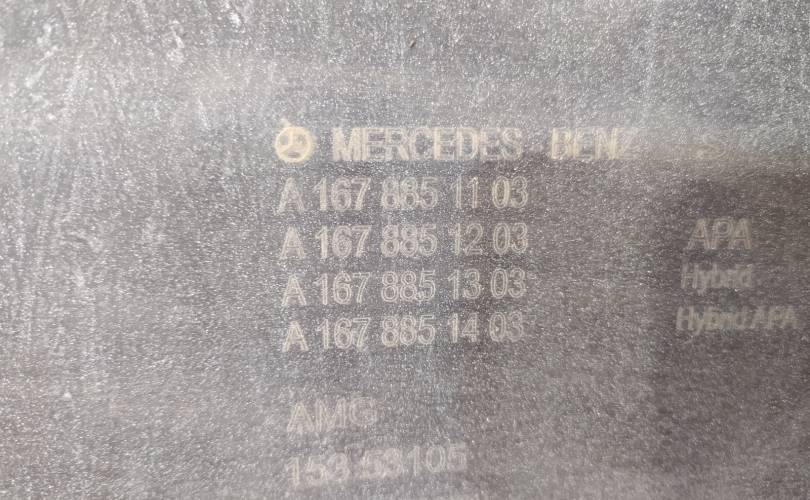 MERCEDES BENZ
A 167 885 11 03
A 167 885 12 03 APA
A 167 885 13 03 Hybrid
A 167 885 14 03 Hybrid APA
AMG
153 53105